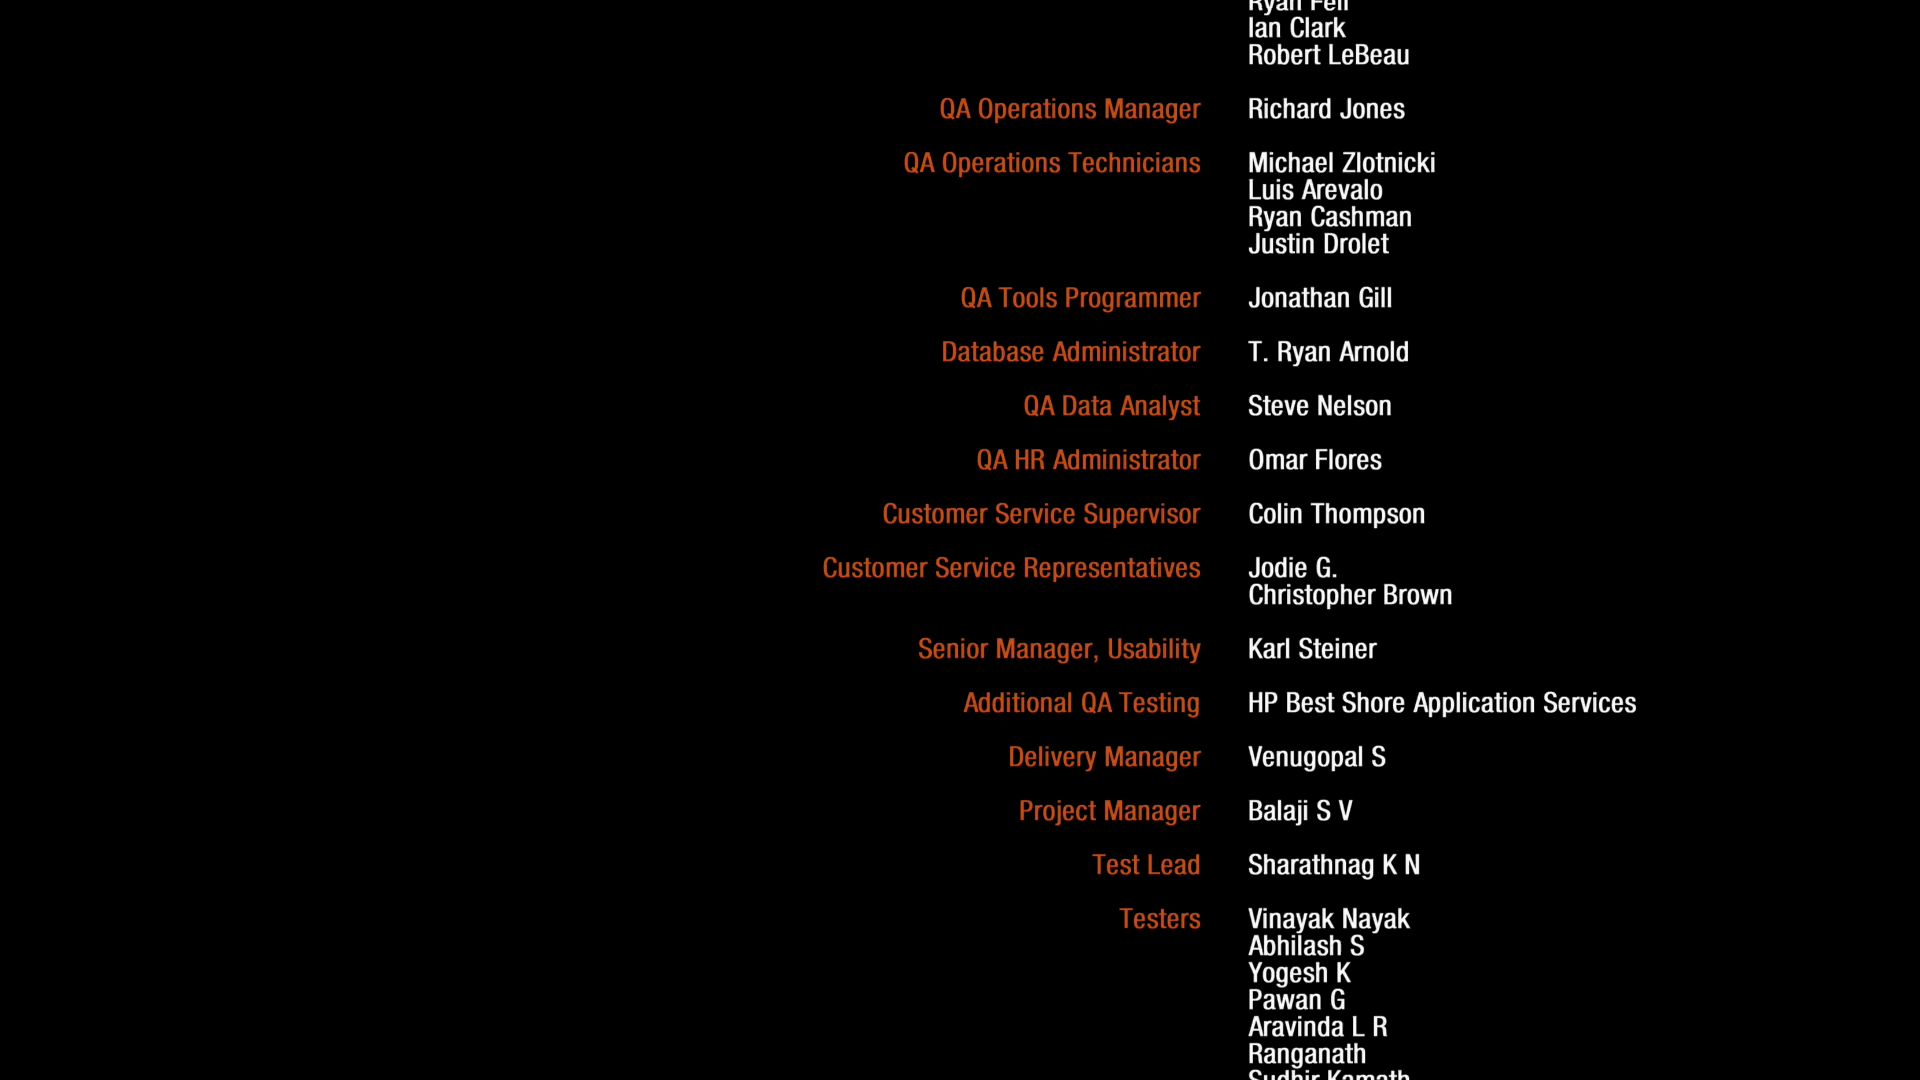 Ryan Fell
Ian Clark
Robert LeBeau
QA Operations Manager Richard Jones
QA Operations Technicians Michael Zlotnicki
Luis Arevalo
Ryan Cashman
Justin Drolet
QA Tools Programmer Jonathan Gill
Database Administrator T. Ryan Arnold
QA Data Analyst Steve Nelson
QA HR Administrator Omar Flores
Customer Service Supervisor Colin Thompson
Customer Service Representatives Jodie G.
Christopher Brown
Senior Manager, Usability Karl Steiner
Additional QA Testing HP Best Shore Application Services
Delivery Manager Venugopal S
Project Manager Balaji S V
Test Lead Sharathnag K N
Testers Vinayak Nayak
Abhilash S
Yogesh K
Pawan G
Aravinda L R
Ranganath
Sudhir Kamath